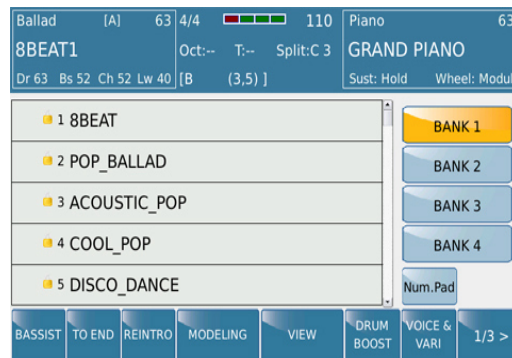 Ballad [A] 63 4/4 110 Piano 63
8BEAT1 Oct:-- T:-- Split:C 3 GRAND PIANO
Dr 63 Bs 52 Ch 52 Lw 40 [B (3,5) ] Sust: Hold Wheel: Modul
1 8BEAT
BANK 1
2 POP_BALLAD
BANK 2
3 ACOUSTIC_POP
BANK 3
4 COOL_POP
BANK 4
5 DISCO_DANCE
Num.Pad
BASSIST TO END REINTRO MODELING VIEW DRUM BOOST VOICE & VARI 1/3 >